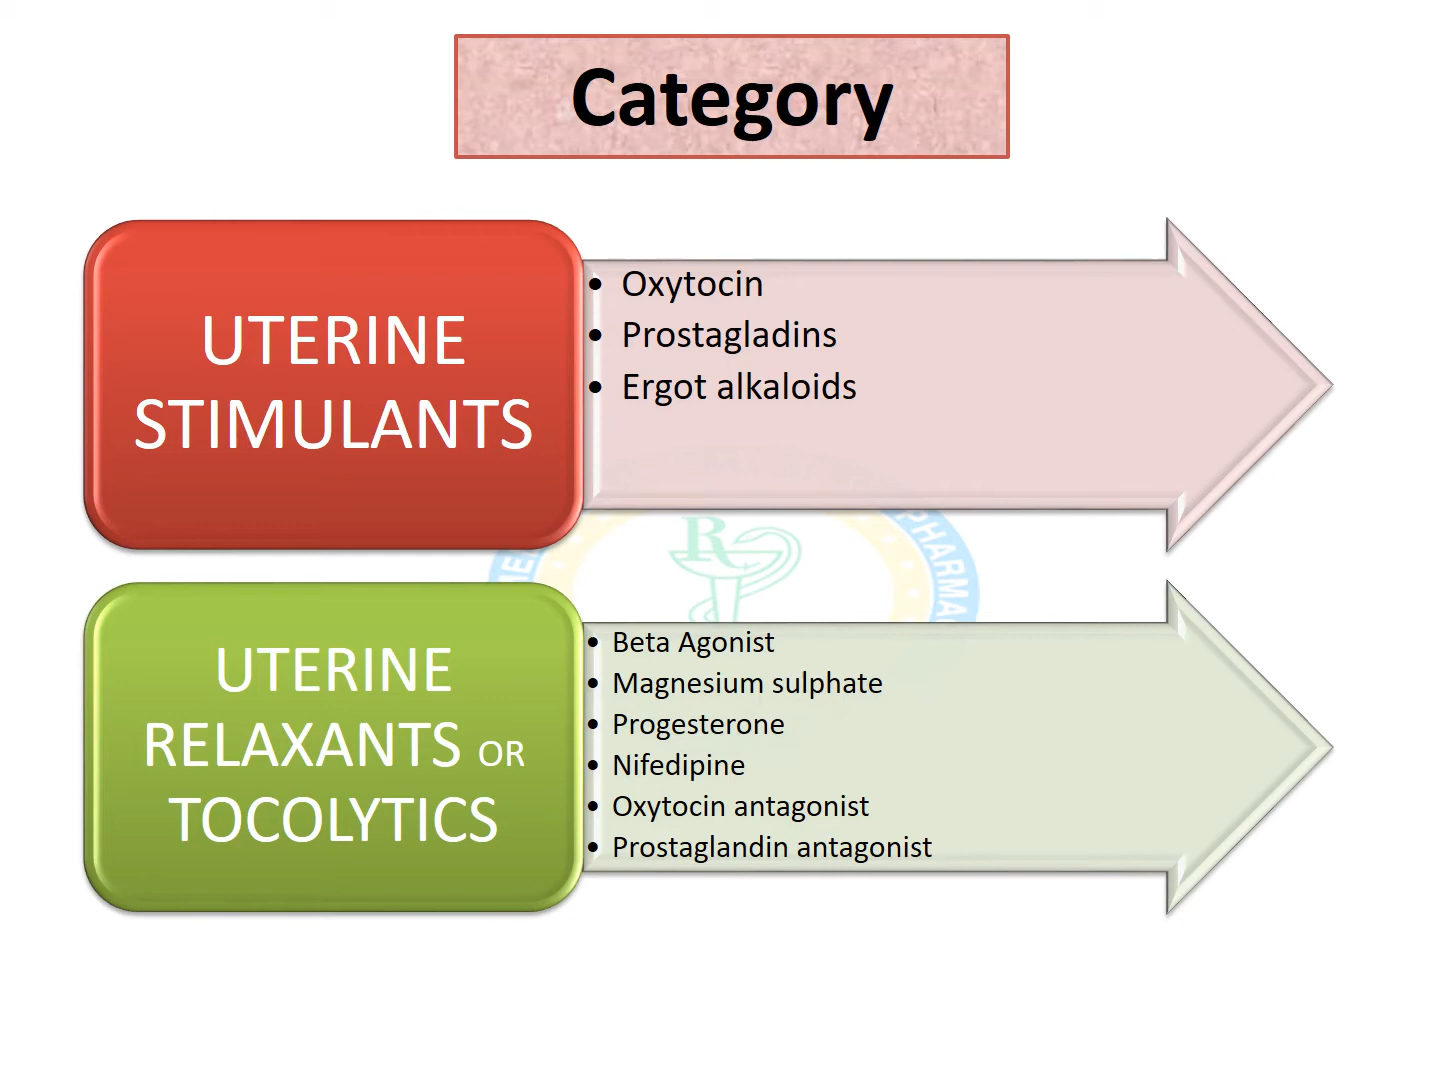 Category
UTERINE
STIMULANTS
• Oxytocin
• Prostagladins
• Ergot alkaloids
UTERINE
RELAXANTS OR
TOCOLYTICS
• Beta Agonist
• Magnesium sulphate
• Progesterone
• Nifedipine
• Oxytocin antagonist
• Prostaglandin antagonist